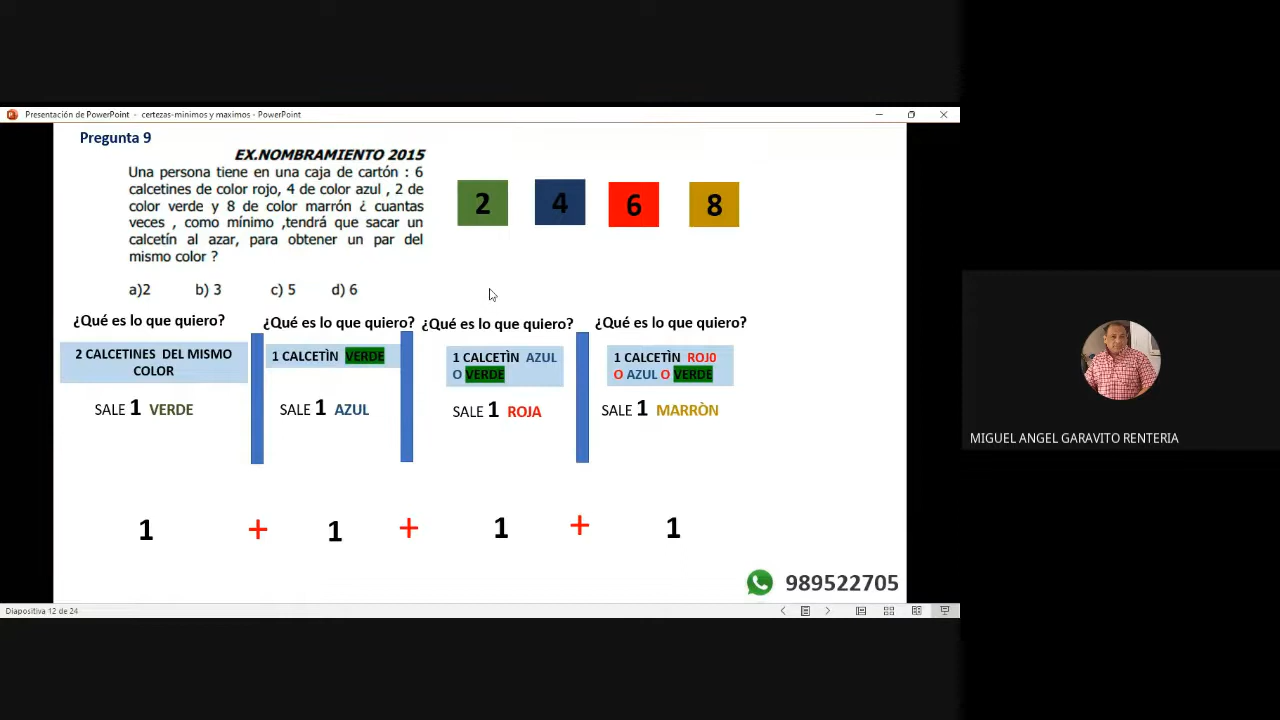 Presentación de PowerPoint - certezas-minimos y maximos - PowerPoint
Pregunta 9
EX.NOMBRAMIENTO 2015
Una persona tiene en una caja de cartón : 6
calcetines de color rojo, 4 de color azul , 2 de
color verde y 8 de color marrón ¿ cuantas
veces , como mínimo ,tendrá que sacar un
calcetín al azar, para obtener un par del
mismo color ?
a)2 b) 3 c) 5 d) 6
2 4 6 8
¿Qué es lo que quiero?
2 CALCETINES DEL MISMO
COLOR
SALE 1 VERDE
¿Qué es lo que quiero?
1 CALCETÌN VERDE
SALE 1 AZUL
¿Qué es lo que quiero?
1 CALCETÌN AZUL
O VERDE
SALE 1 ROJA
¿Qué es lo que quiero?
1 CALCETÌN ROJ0
O AZUL O VERDE
SALE 1 MARRÒN
1 + 1 + 1 + 1
989522705
Diapositiva 12 de 24
MIGUEL ANGEL GARAVITO RENTERIA